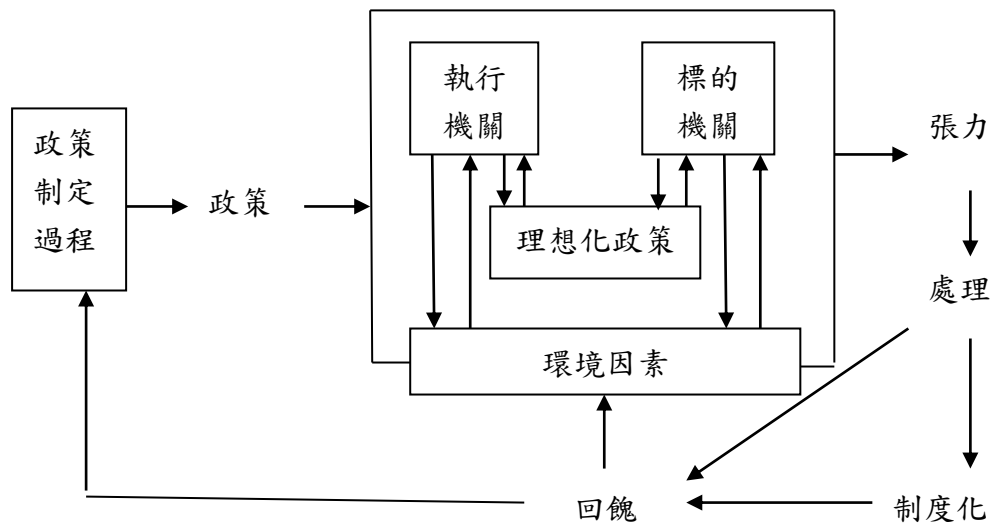 執行
機關
標的
機關
張力
政策
制定
過程
政策
理想化政策
處理
環境因素
回餽
制度化